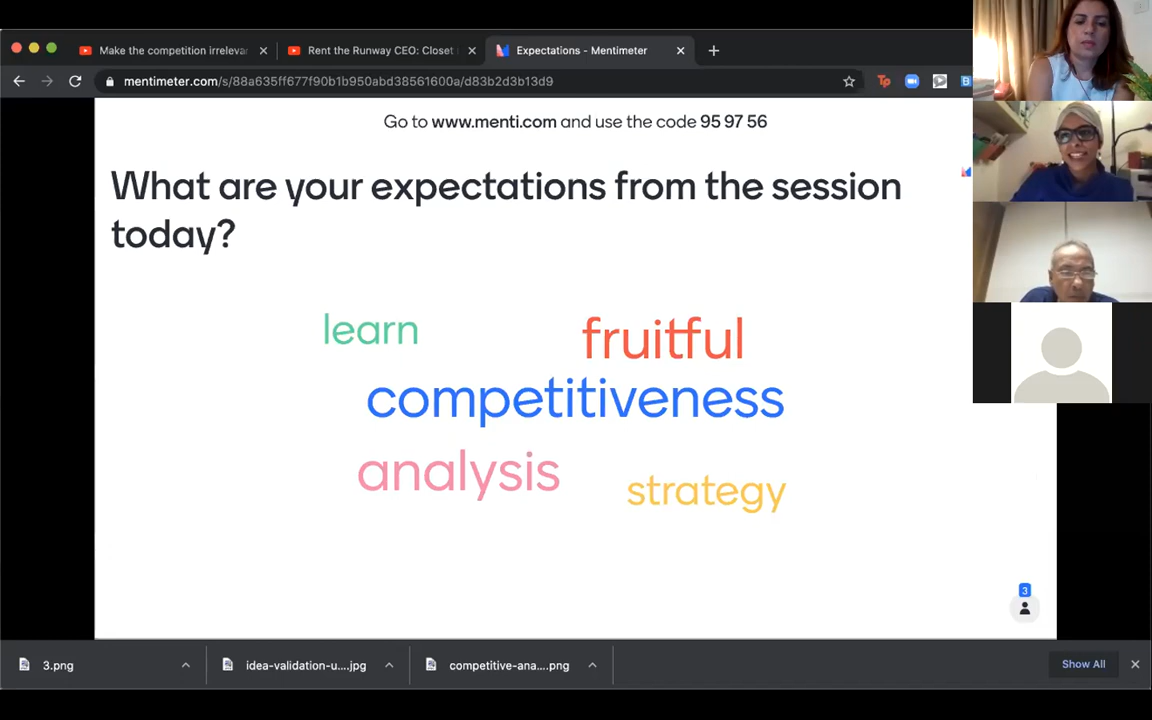 Make the competition irrelevar
Rent the Runway CEO: Closet
Expectations - Mentimeter
mentimeter.com/s/88a635ff677f90b1b950abd38561600a/d83b2d3b13d9
Tp
B
Go to www.menti.com and use the code 95 97 56
What are your expectations from the session
today?
learn
fruitful
competitiveness
analysis
strategy
3
3.png
idea-validation-u....jpg
competitive-ana....png
Show All